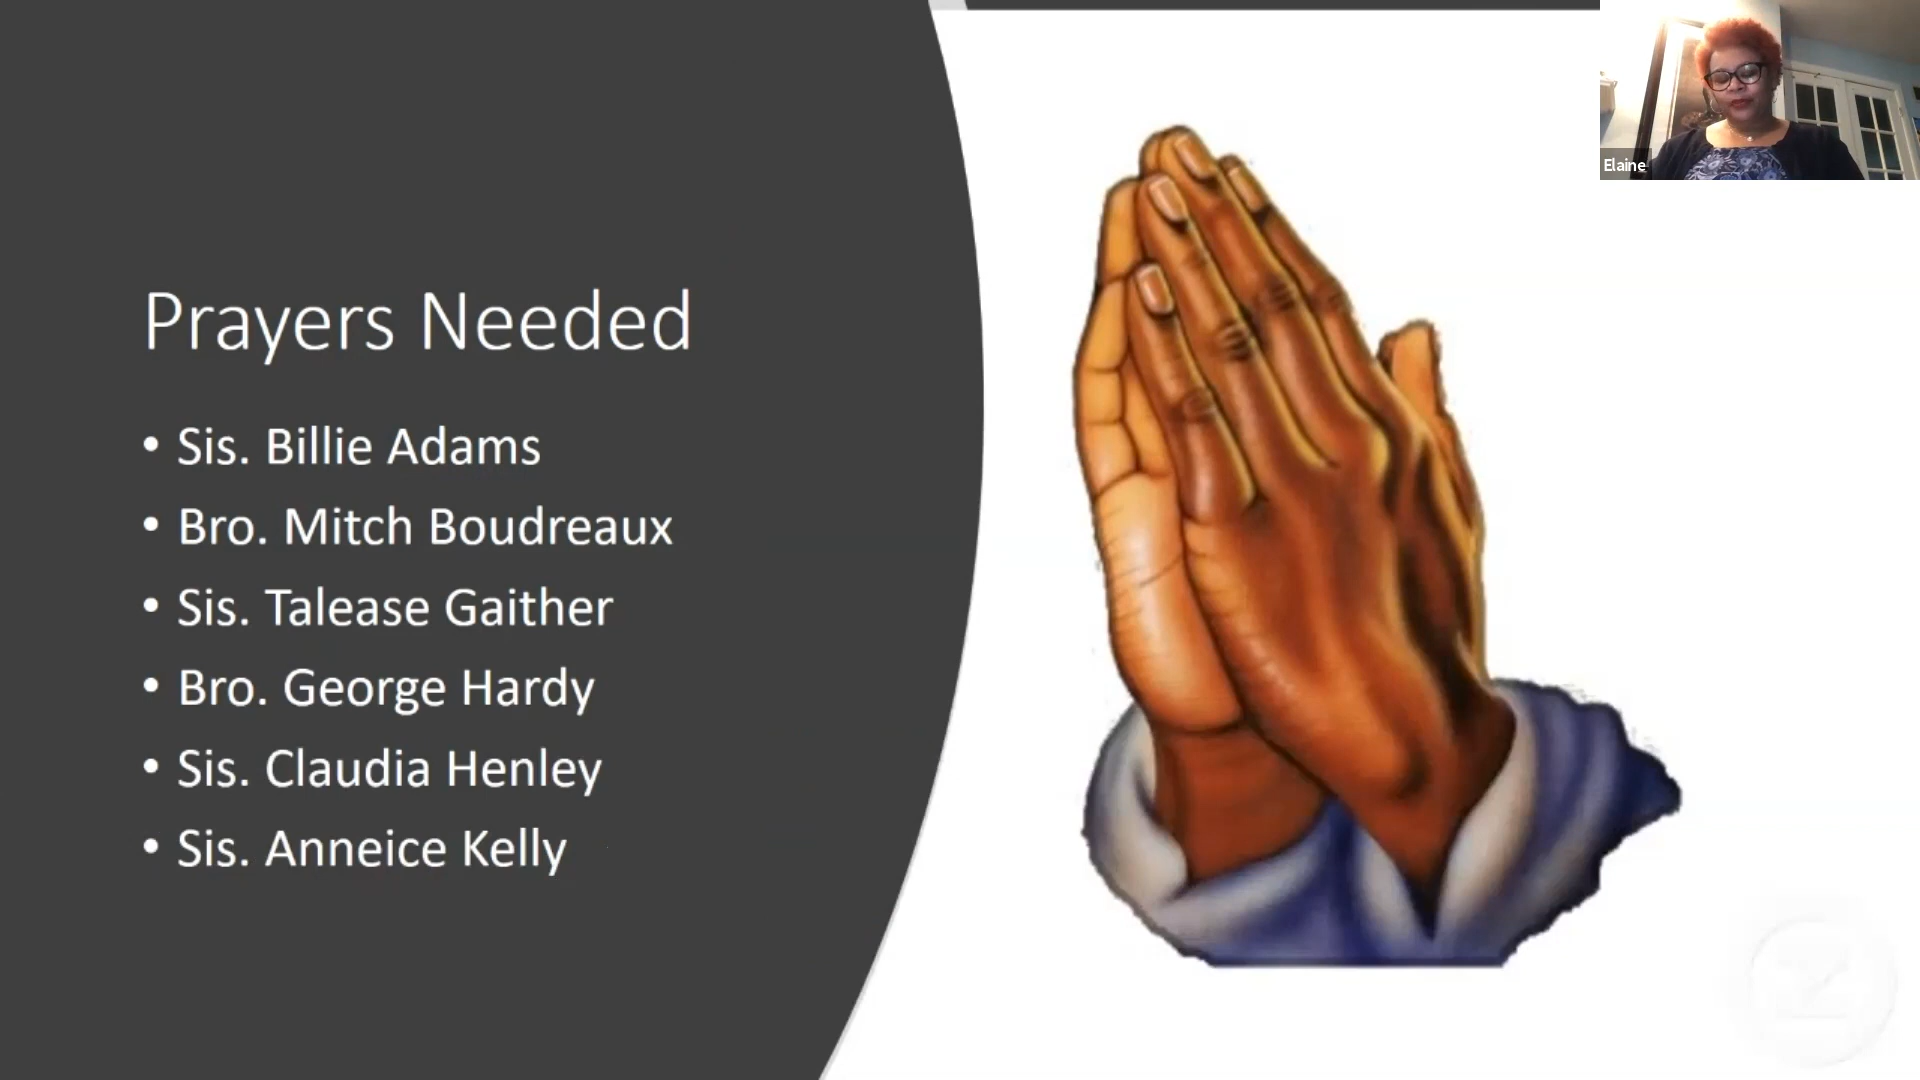 Prayers Needed
• Sis. Billie Adams
• Bro. Mitch Boudreaux
• Sis. Talease Gaither
• Bro. George Hardy
• Sis. Claudia Henley
• Sis. Anneice Kelly
Elaine